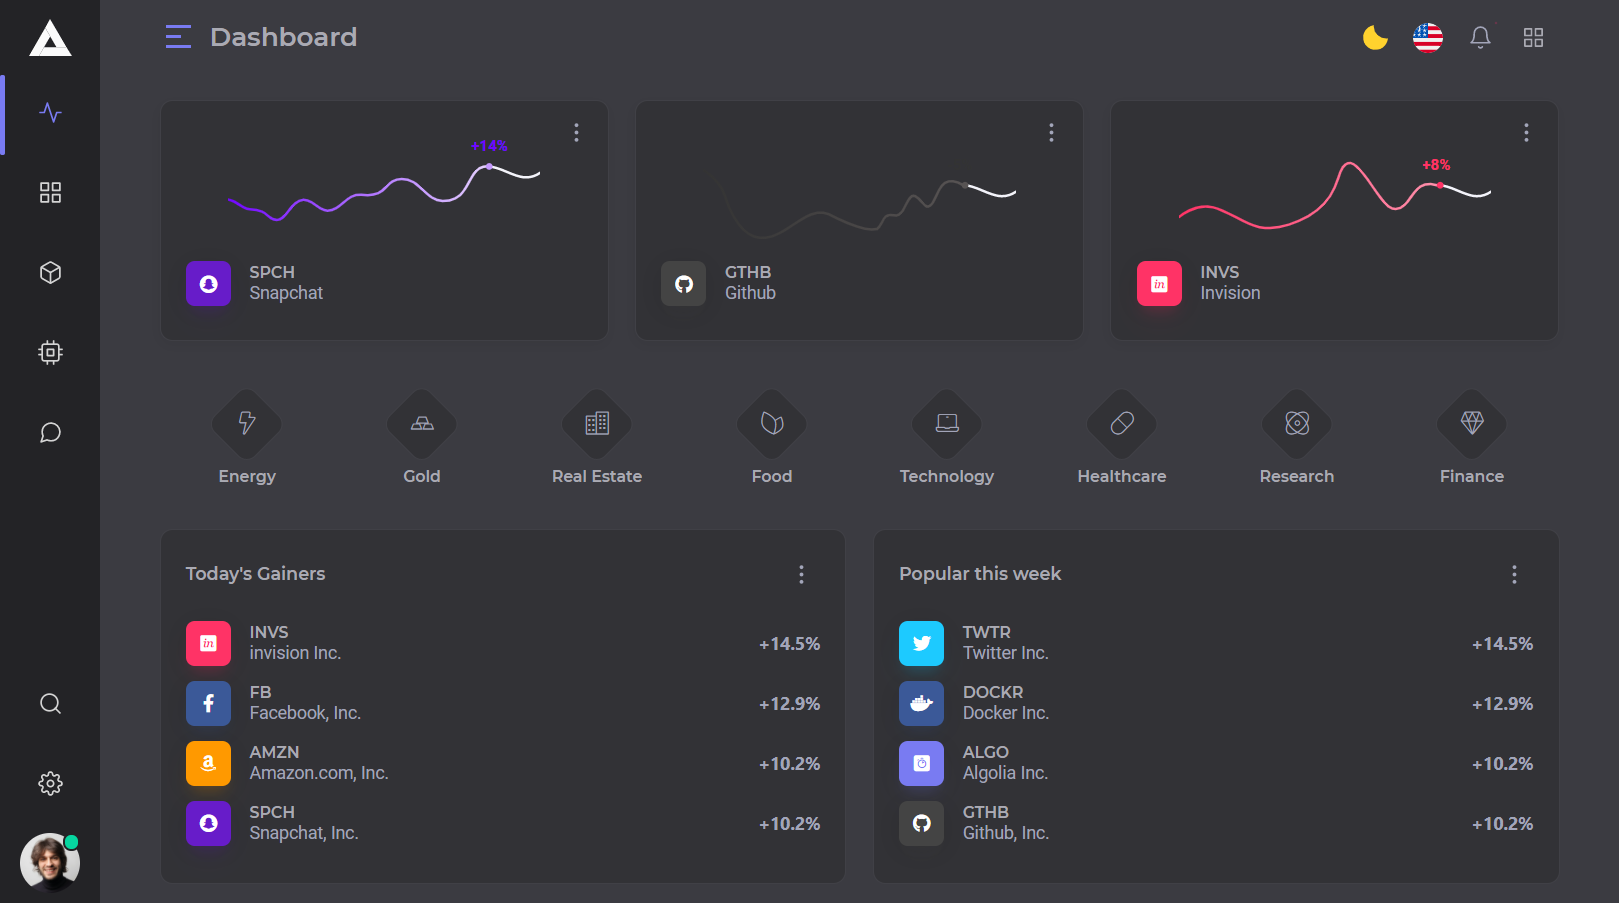 Dashboard
+14%
SPCH
Snapchat
GTHB
Github
+8%
INVS
Invision
Energy
Gold
Real Estate
Food
Technology
Healthcare
Research
Finance
Today's Gainers
INVS
invision Inc.
+14.5%
FB
Facebook, Inc.
+12.9%
AMZN
Amazon.com, Inc.
+10.2%
SPCH
Snapchat, Inc.
+10.2%
Popular this week
TWTR
Twitter Inc.
+14.5%
DOCKR
Docker Inc.
+12.9%
ALGO
Algolia Inc.
+10.2%
GTHB
Github, Inc.
+10.2%